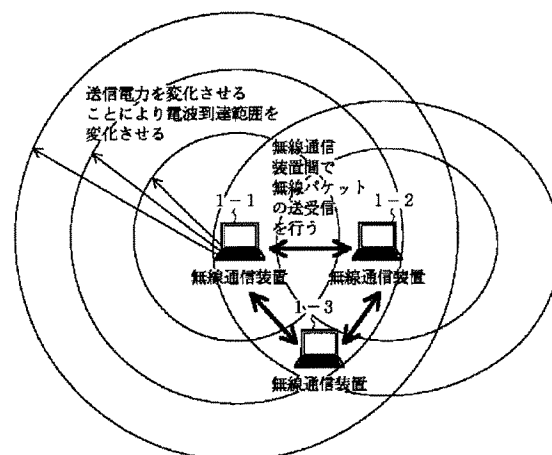 送信電力を変化させる
ことにより電波到達範囲を
変化させる
無線通信
装置間で
無線パケット
の送受信
を行う
1-1
1-2
無線通信装置
無線通信装置
1-3
無線通信装置